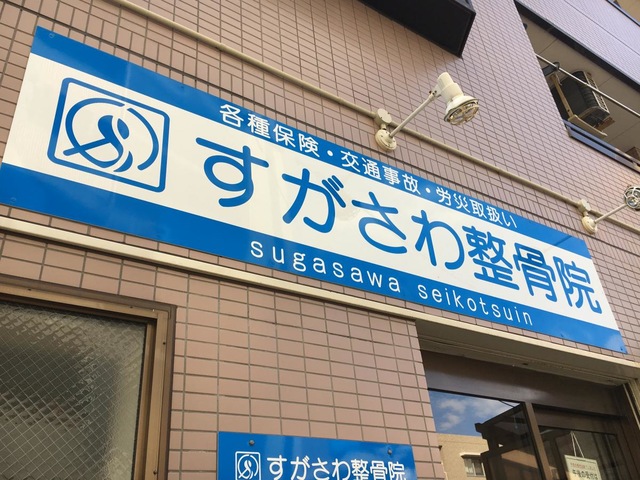 各種保険・交通事故・労災取扱い
すがさわ整骨院
sugasawa seikotsuin
すがさわ整骨院